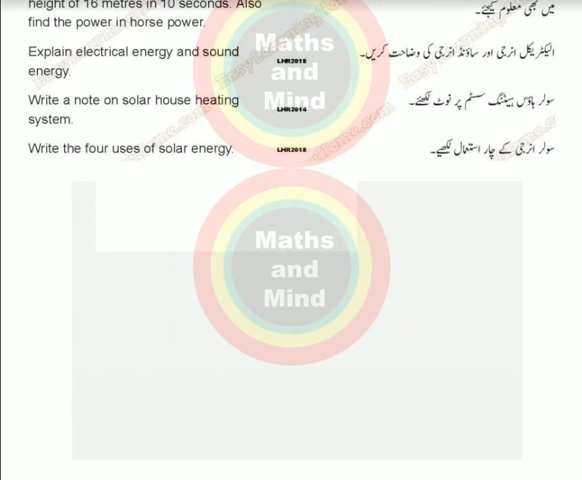 height of 16 metres in 10 seconds. Also
find the power in horse power.
میں بھی معلوم کیجئے۔
Explain electrical energy and sound
energy.
LHR2018
الیکٹریکل انرجی اور ساؤنڈ انرجی کی وضاحت کریں۔
Write a note on solar house heating
system.
LHR2014
سولر ہاؤس ہیٹنگ سسٹم پر نوٹ لکھئے۔
Write the four uses of solar energy.
LHR2018
سولر انرجی کے چار استعمال لکھیے۔
Maths
and
Mind
Maths
and
Mind